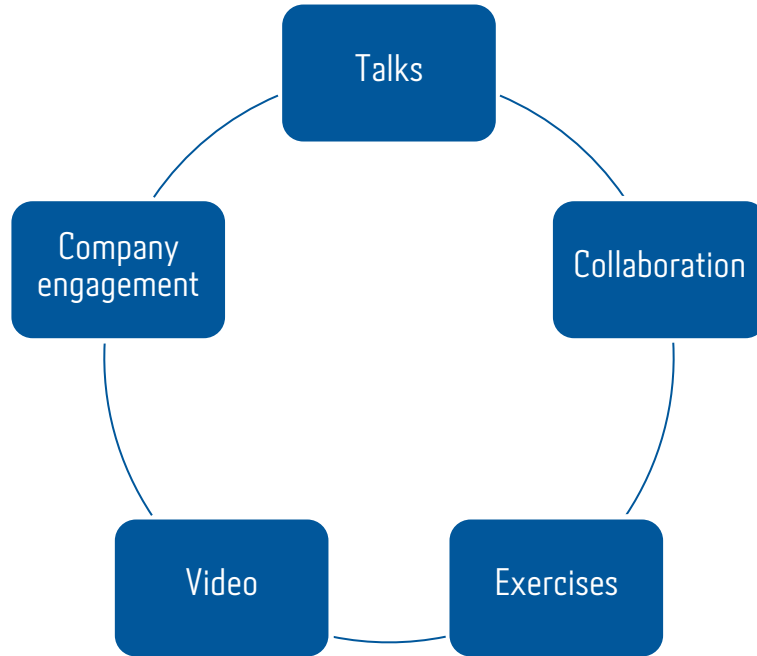 Talks
Collaboration
Exercises
Video
Company
engagement